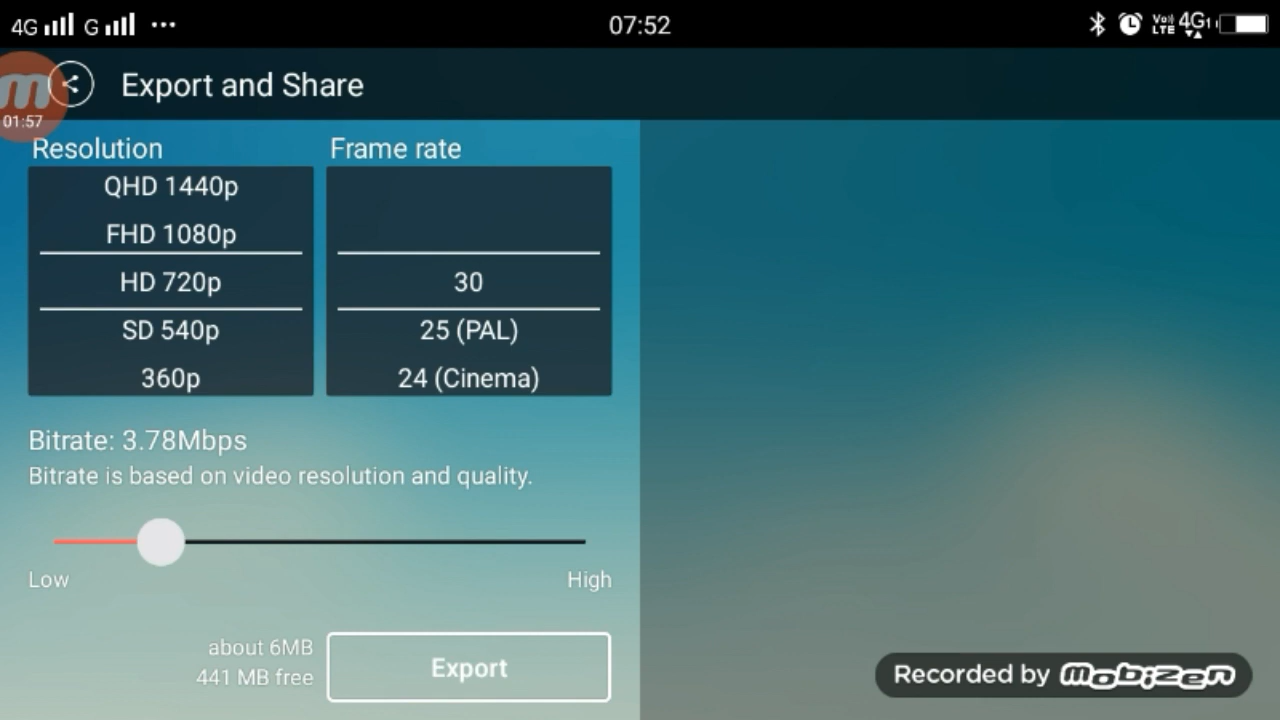 4G G ... 07:52 VoLTE 4G 1
m Export and Share
01:57
Resolution Frame rate
QHD 1440p
FHD 1080p
HD 720p 30
SD 540p 25 (PAL)
360p 24 (Cinema)
Bitrate: 3.78Mbps
Bitrate is based on video resolution and quality.
Low High
about 6MB
441 MB free
Export
Recorded by mobizen